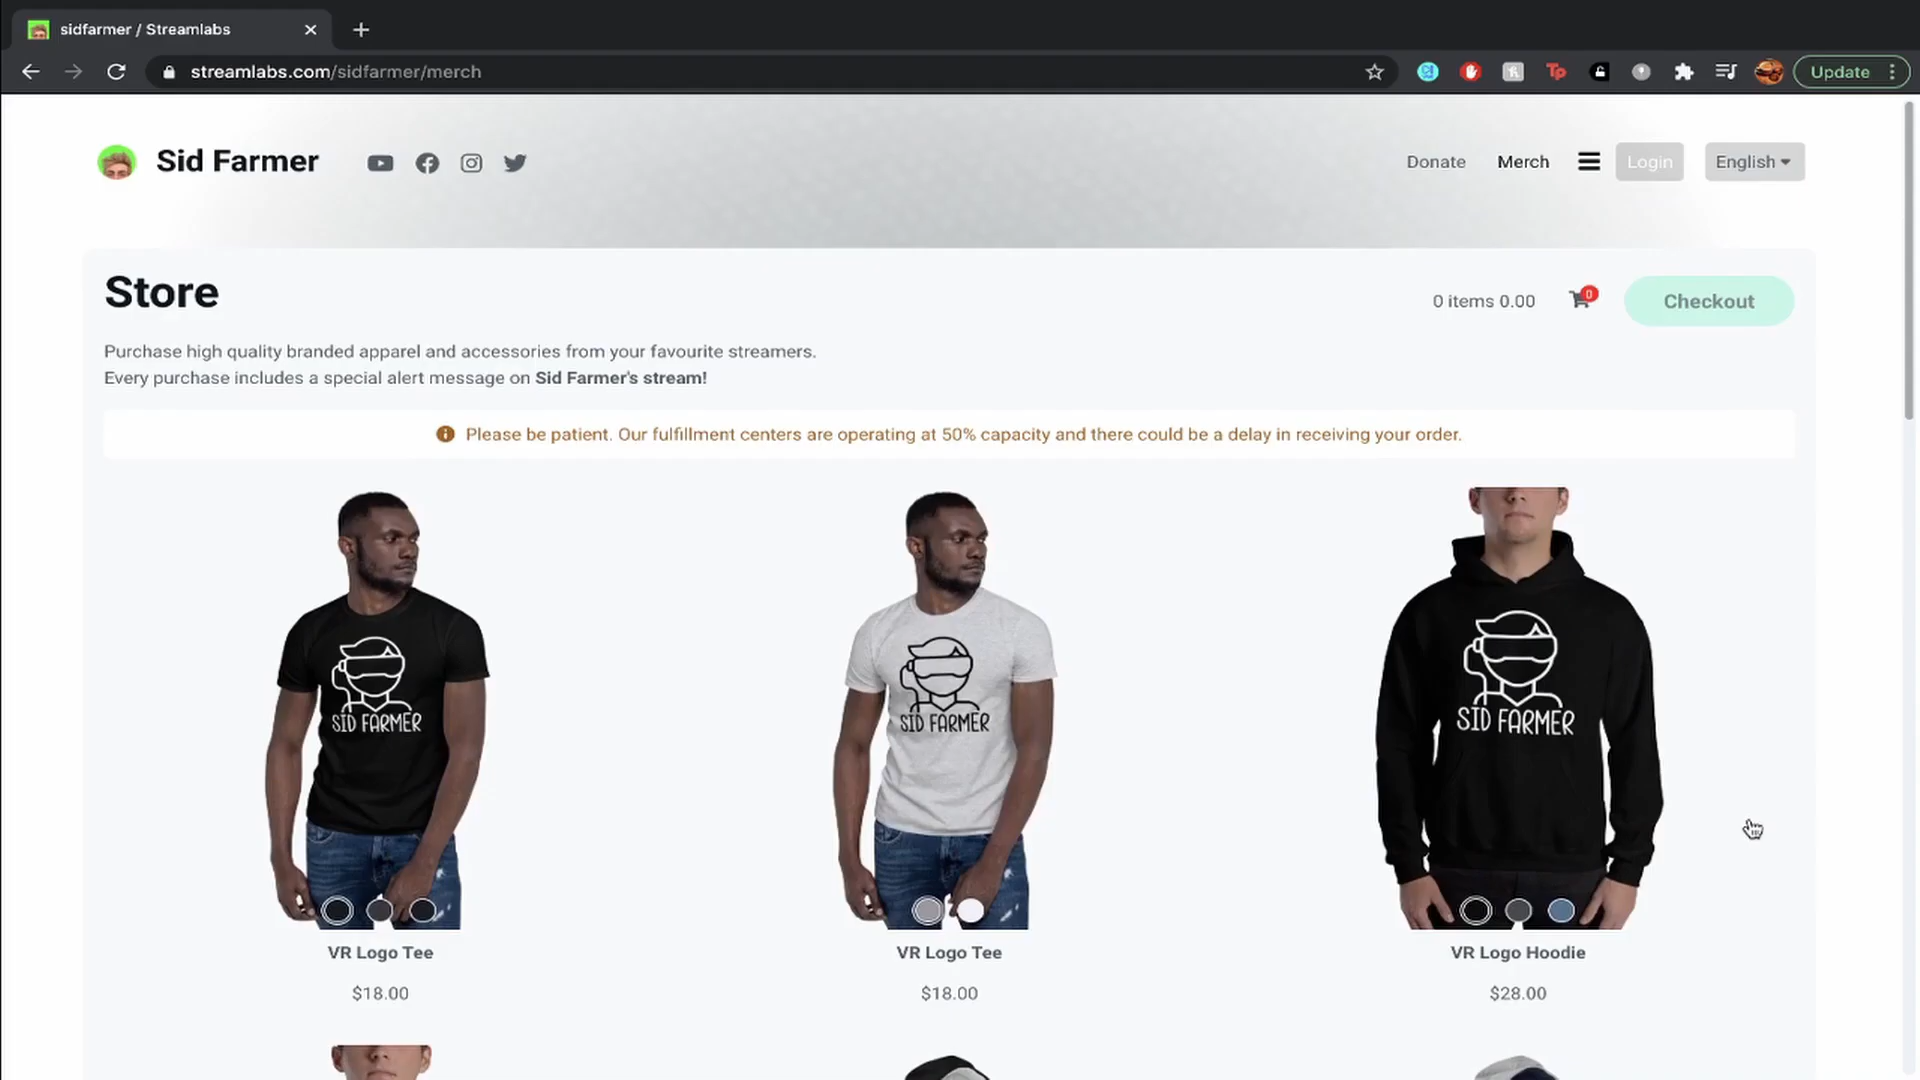 sidfarmer / Streamlabs
streamlabs.com/sidfarmer/merch
Tp
Update
Sid Farmer
Donate
Merch
Login
English
Store
0 items 0.00
0
Checkout
Purchase high quality branded apparel and accessories from your favourite streamers.
Every purchase includes a special alert message on Sid Farmer's stream!
Please be patient. Our fulfillment centers are operating at 50% capacity and there could be a delay in receiving your order.
SID FARMER
SID FARMER
SID FARMER
VR Logo Tee
VR Logo Tee
VR Logo Hoodie
$18.00
$18.00
$28.00